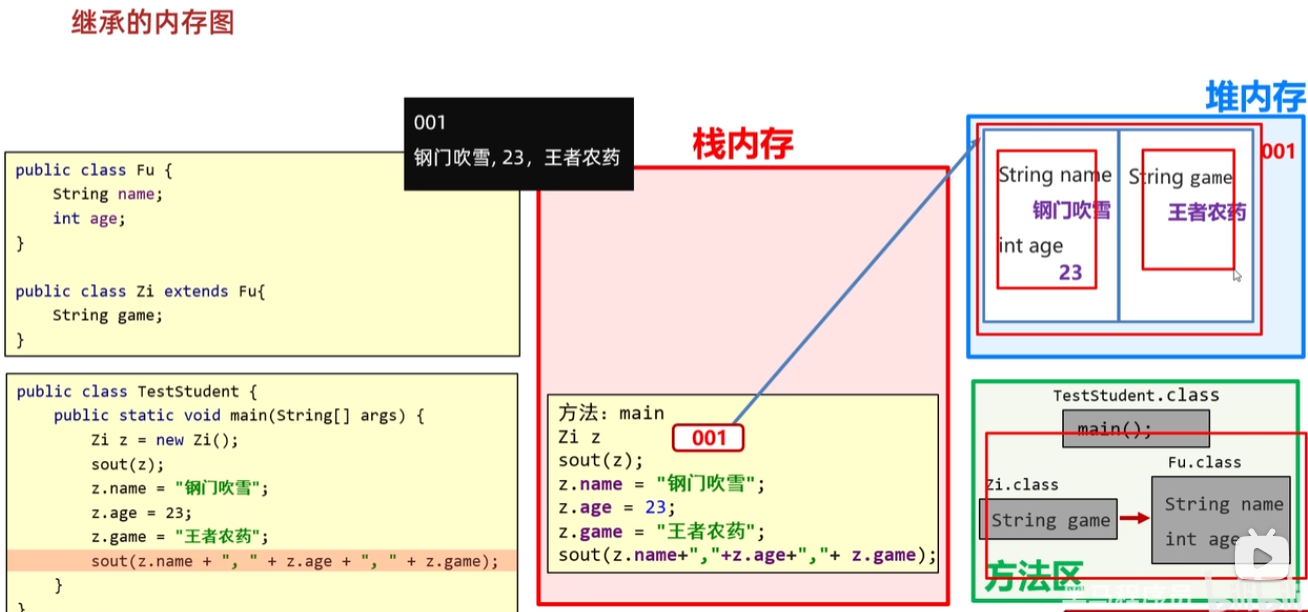 继承的内存图
001
钢门吹雪, 23, 王者农药
public class Fu {
String name;
int age;
}
public class Zi extends Fu{
String game;
}
public class TestStudent {
public static void main(String[] args) {
Zi z = new Zi();
sout(z);
z.name = "钢门吹雪";
z.age = 23;
z.game = "王者农药";
sout(z.name + ", " + z.age + ", " + z.game);
}
}
栈内存
方法: main
Zi z
001
sout(z);
z.name = "钢门吹雪";
z.age = 23;
z.game = "王者农药";
sout(z.name+","+z.age+","+ z.game);
堆内存
001
String name
钢门吹雪
int age
23
String game
王者农药
TestStudent.class
main();
Fu.class
String name
int age
Zi.class
String game
方法区